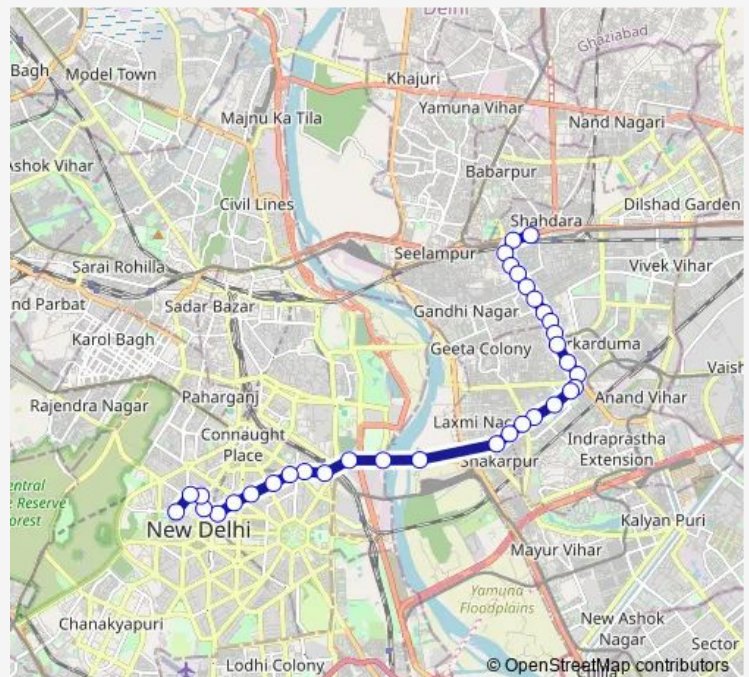 Delhi
Ghaziabad
Bagh
Model Town
Khajuri
Yamuna Vihar
Majnu Ka Tila
Nand Nagari
Ashok Vihar
Babarpur
Civil Lines
Dilshad Garden
Shahdara
Seelampur
Sarai Rohilla
Vivek Vihar
nd Parbat
Sadar Bazar
Gandhi Nagar
Karol Bagh
Geeta Colony
rkarduma
Vaish
Paharganj
Anand Vihar
Rajendra Nagar
Laxmi Nag
Connaught
Place
Indraprastha
Extension
Shakarpur
entral
e Reserve
orest
New Delhi
Kalyan Puri
Mayur Vihar
Yamuna
Floodplains
Chanakyapuri
New Ashok
Nagar
Sector
Lodhi Colony
© OpenStreetMap contributors